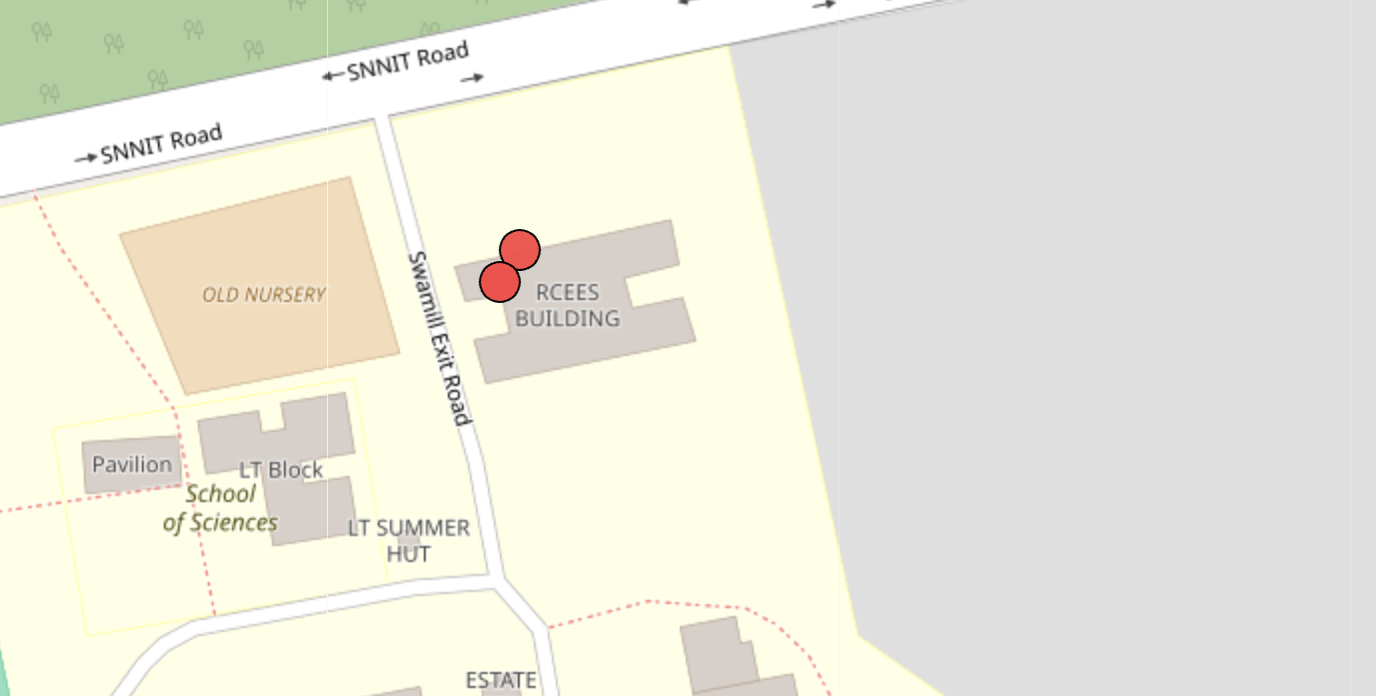 SNNIT Road
SNNIT Road
OLD NURSERY
Swamill Exit Road
RCEES
BUILDING
Pavilion
LT Block
School
of Sciences
LT SUMMER
HUT
ESTATE